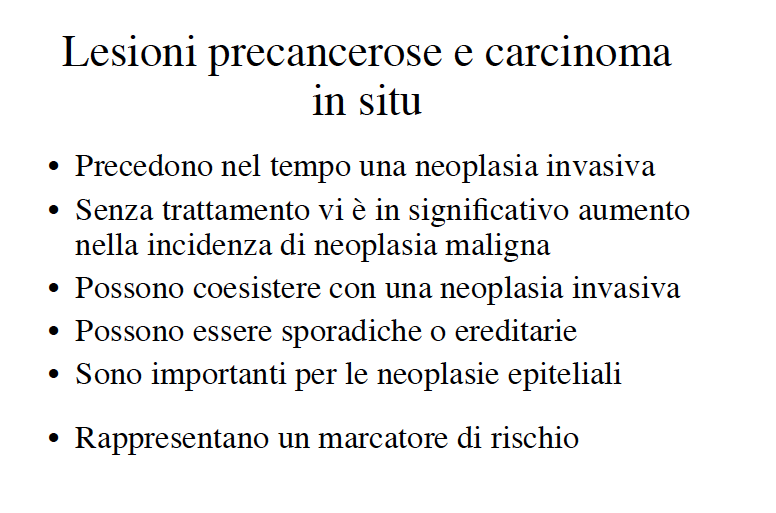 Lesioni precancerose e carcinoma
in situ
• Precedono nel tempo una neoplasia invasiva
• Senza trattamento vi è in significativo aumento
nella incidenza di neoplasia maligna
• Possono coesistere con una neoplasia invasiva
• Possono essere sporadiche o ereditarie
• Sono importanti per le neoplasie epiteliali
• Rappresentano un marcatore di rischio